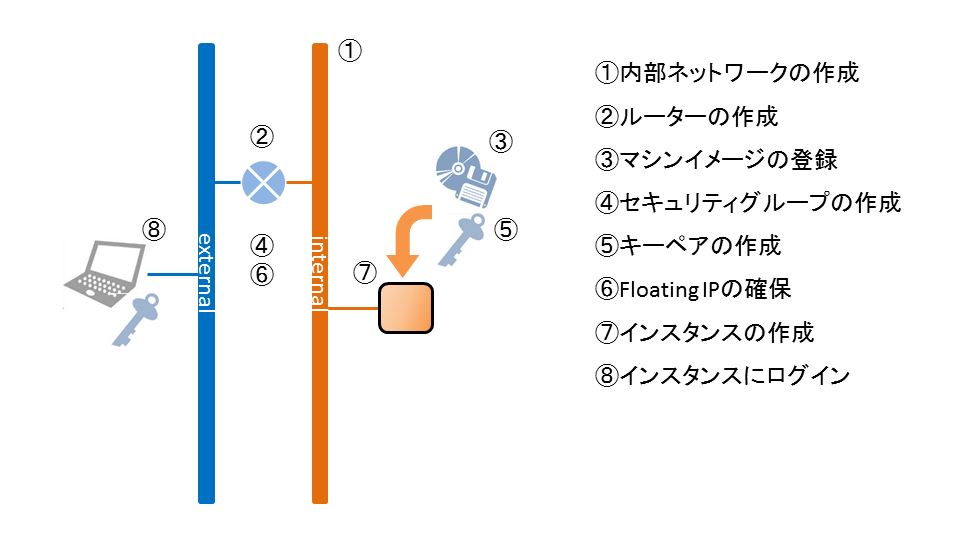 ①
②
③
⑧
external
④
⑥
internal
⑦
⑤
①内部ネットワークの作成
②ルーターの作成
③マシンイメージの登録
④セキュリティグループの作成
⑤キーペアの作成
⑥Floating IPの確保
⑦インスタンスの作成
⑧インスタンスにログイン